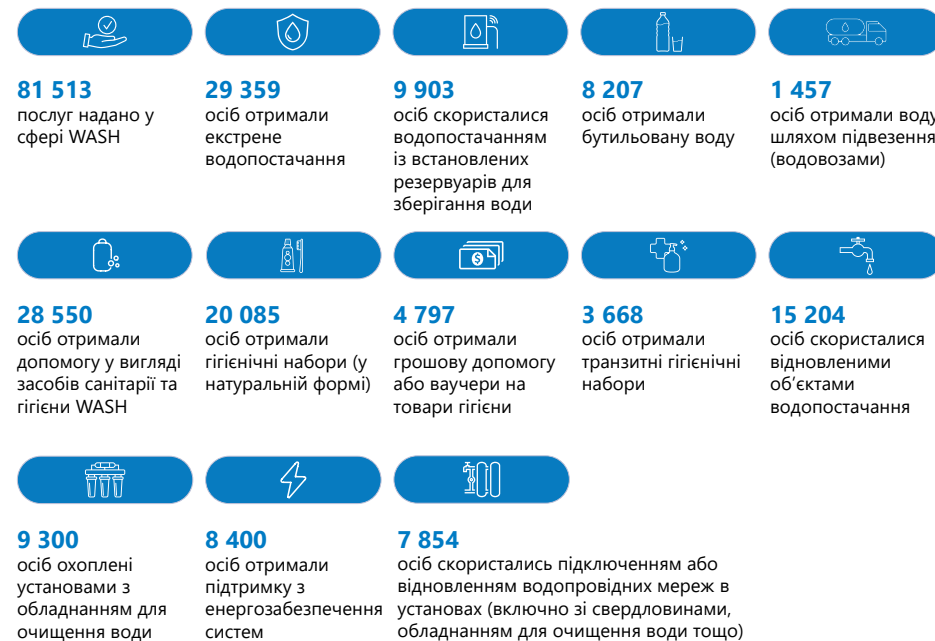 81 513
послуг надано у
сфері WASH
29 359
осіб отримали
екстрене
водопостачання
9 903
осіб скористалися
водопостачанням
із встановлених
резервуарів для
зберігання води
8 207
осіб отримали
бутильовану воду
1 457
осіб отримали воду
шляхом підвезення
(водовозами)
28 550
осіб отримали
допомогу у вигляді
засобів санітарії та
гігієни WASH
20 085
осіб отримали
гігієнічні набори (у
натуральній формі)
4 797
осіб отримали
грошову допомогу
або ваучери на
товари гігієни
3 668
осіб отримали
транзитні гігієнічні
набори
15 204
осіб скористалися
відновленими
об’єктами
водопостачання
9 300
осіб охоплені
установами з
обладнанням для
очищення води
8 400
осіб отримали
підтримку з
енергозабезпечення
систем
7 854
осіб скористались підключенням або
відновленням водопровідних мереж в
установах (включно зі свердловинами,
обладнанням для очищення води тощо)